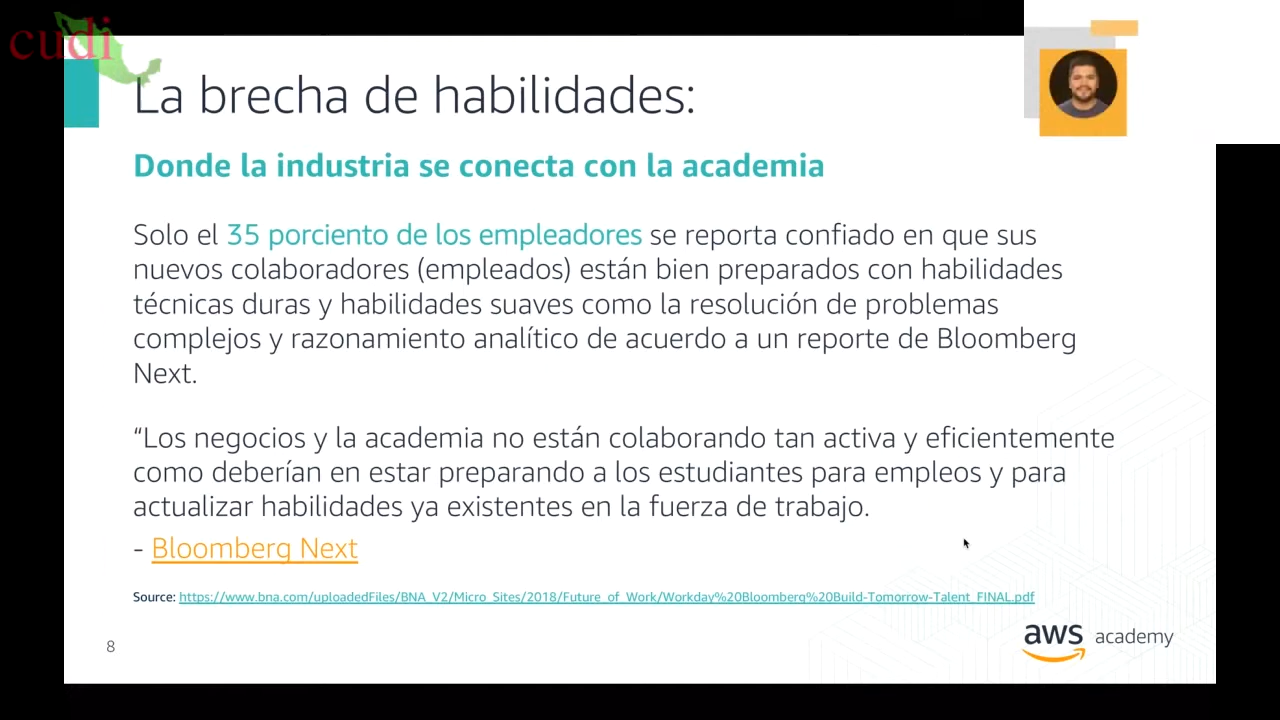 cudi
La brecha de habilidades:
Donde la industria se conecta con la academia
Solo el 35 porciento de los empleadores se reporta confiado en que sus
nuevos colaboradores (empleados) están bien preparados con habilidades
técnicas duras y habilidades suaves como la resolución de problemas
complejos y razonamiento analítico de acuerdo a un reporte de Bloomberg
Next.
“Los negocios y la academia no están colaborando tan activa y eficientemente
como deberían en estar preparando a los estudiantes para empleos y para
actualizar habilidades ya existentes en la fuerza de trabajo.
- Bloomberg Next
Source: https://www.bna.com/uploadedFiles/BNA_V2/Micro_Sites/2018/Future_of_Work/Workday%20Bloomberg%20Build-Tomorrow-Talent_FINAL.pdf
8
aws academy